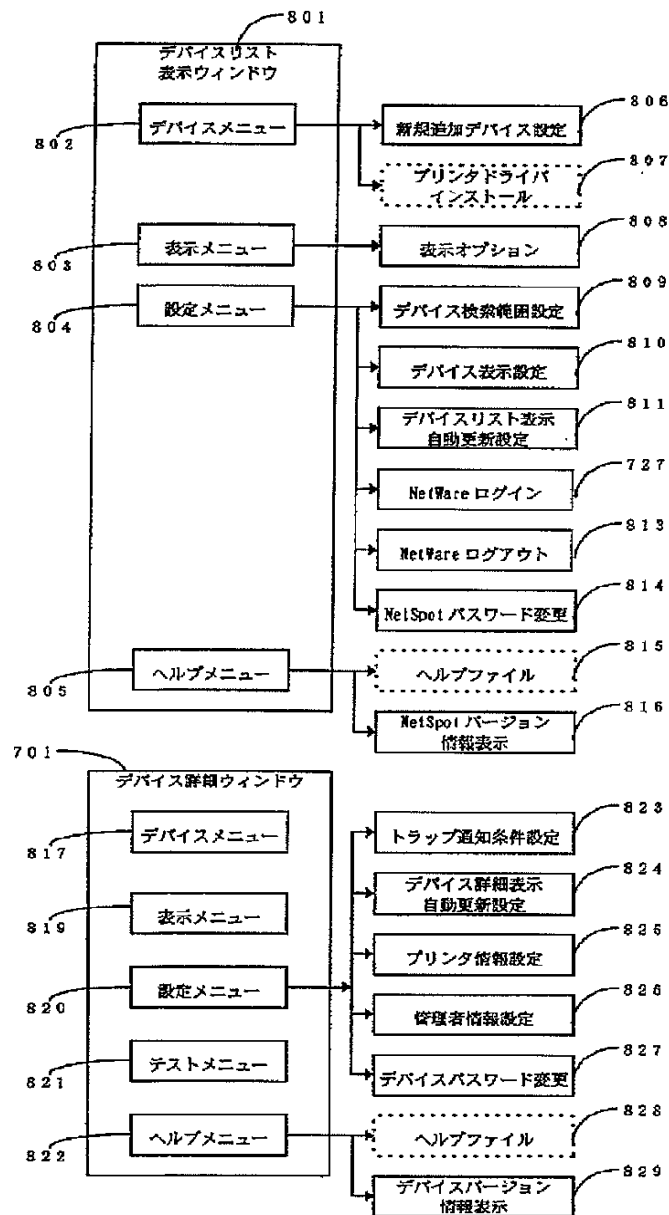 801
デバイスリスト
表示ウィンドウ
802
デバイスメニュー
806
新規追加デバイス設定
807
プリンタドライバ
インストール
803
表示メニュー
808
表示オプション
804
設定メニュー
809
デバイス検索範囲設定
810
デバイス表示設定
811
デバイスリスト表示
自動更新設定
727
NetWare ログイン
813
NetWare ログアウト
814
NetSpot パスワード変更
805
ヘルプメニュー
815
ヘルプファイル
816
NetSpot バージョン
情報表示
701
デバイス詳細ウィンドウ
817
デバイスメニュー
823
トラップ通知条件設定
824
デバイス詳細表示
自動更新設定
819
表示メニュー
825
プリンタ情報設定
820
設定メニュー
826
管理者情報設定
821
テストメニュー
827
デバイスパスワード変更
822
ヘルプメニュー
828
ヘルプファイル
829
デバイスバージョン
情報表示